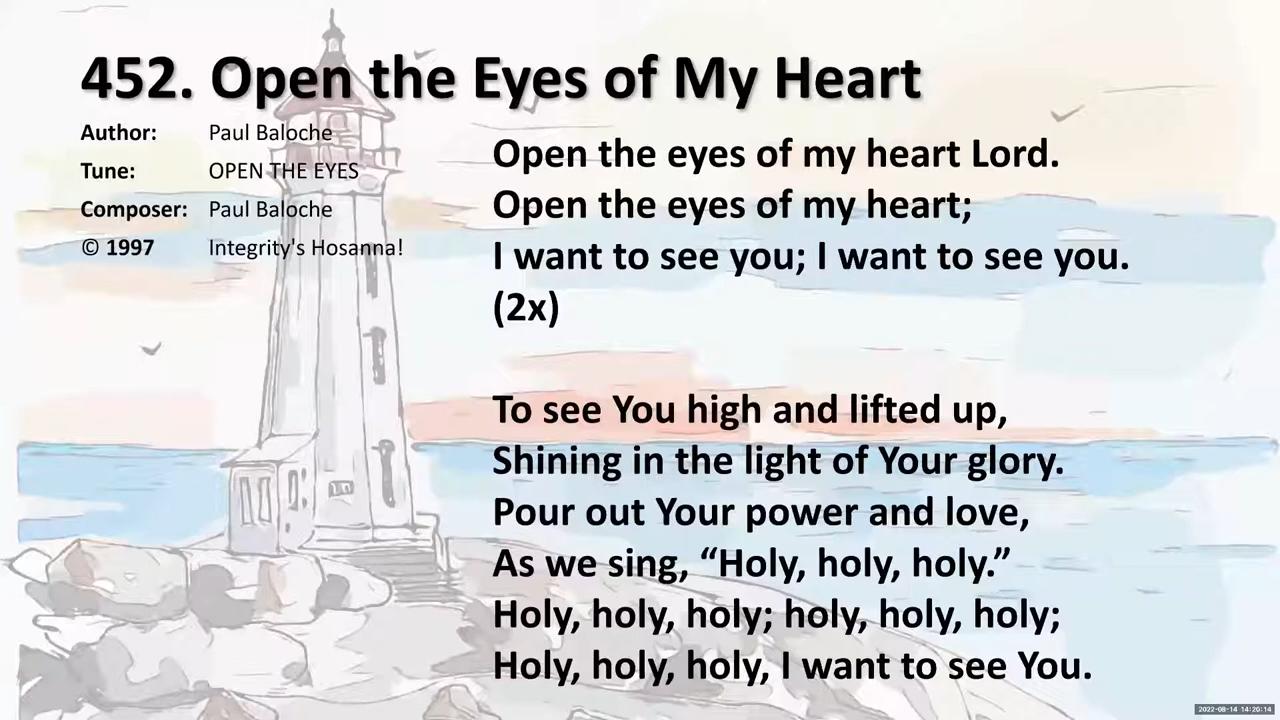 452. Open the Eyes of My Heart
Author: Paul Baloche
Tune: OPEN THE EYES
Composer: Paul Baloche
© 1997 Integrity's Hosanna!
Open the eyes of my heart Lord.
Open the eyes of my heart;
I want to see you; I want to see you.
(2x)
To see You high and lifted up,
Shining in the light of Your glory.
Pour out Your power and love,
As we sing, “Holy, holy, holy.”
Holy, holy, holy; holy, holy, holy;
Holy, holy, holy, I want to see You.
2022-08-14 14:20:14